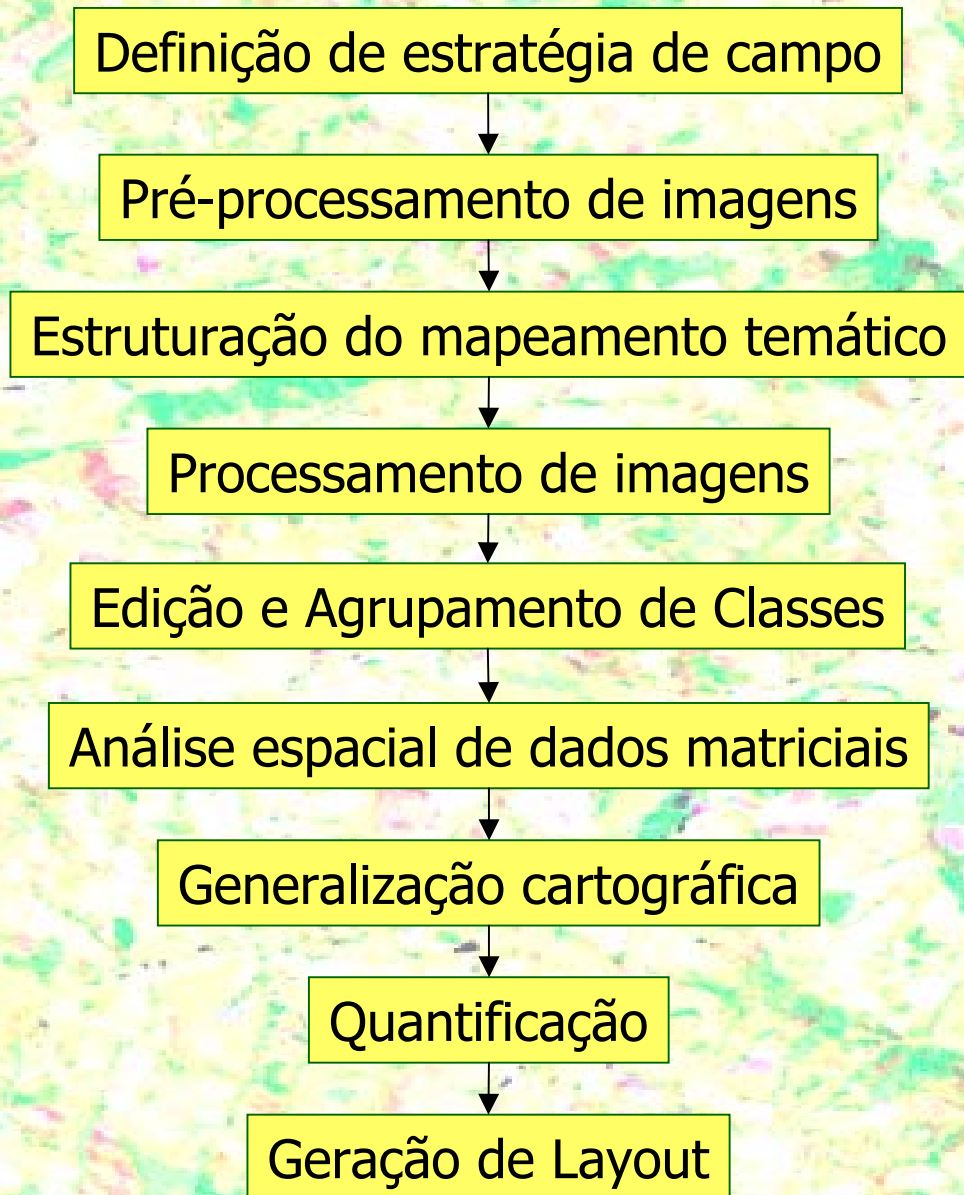 Definição de estratégia de campo
Pré-processamento de imagens
Estruturação do mapeamento temático
Processamento de imagens
Edição e Agrupamento de Classes
Análise espacial de dados matriciais
Generalização cartográfica
Quantificação
Geração de Layout